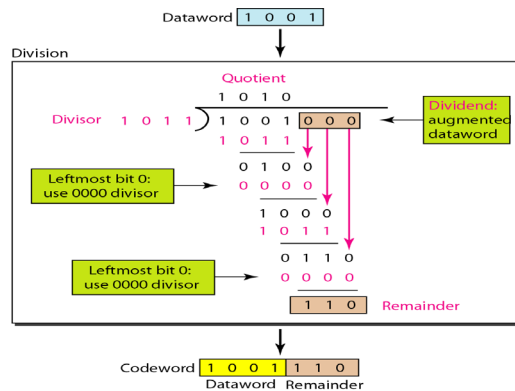 Dataword 1 0 0 1
Division
Quotient
1 0 1 0
Divisor 1 0 1 1 1 0 0 1 0 0 0
Dividend:
augmented
dataword
1 0 1 1
Leftmost bit 0:
use 0000 divisor
0 1 0 0
0 0 0 0
1 0 0 0
1 0 1 1
Leftmost bit 0:
use 0000 divisor
0 1 1 0
0 0 0 0
1 1 0 Remainder
Codeword 1 0 0 1 1 1 0
Dataword Remainder